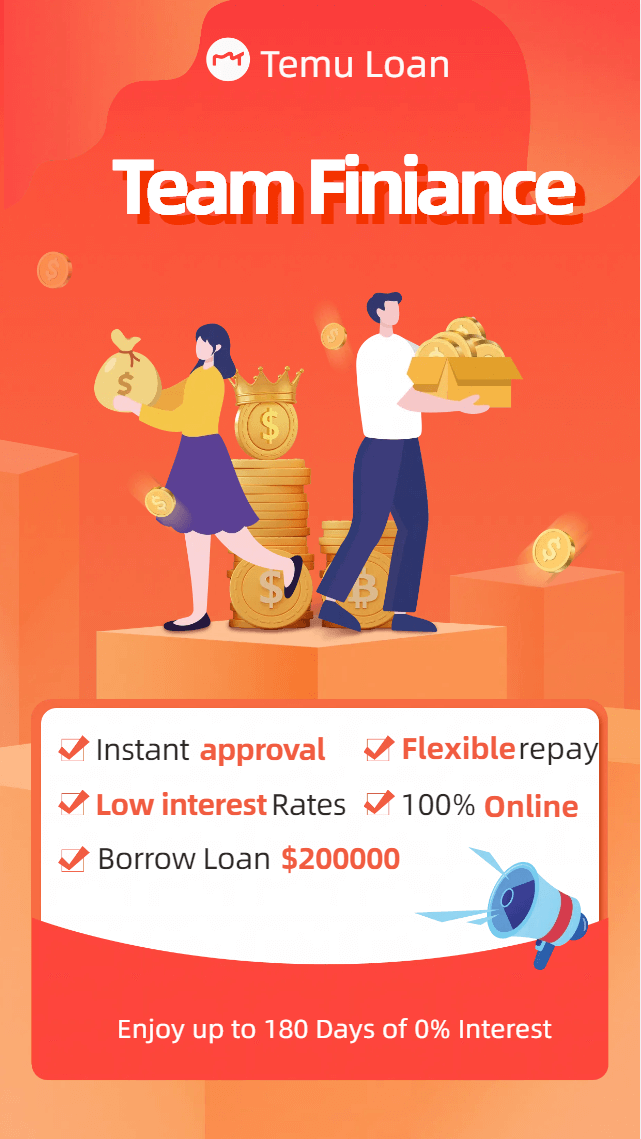 Temu Loan
Team Finiance
Instant approval
Flexible repay
Low interest Rates
100% Online
Borrow Loan $200000
Enjoy up to 180 Days of 0% Interest